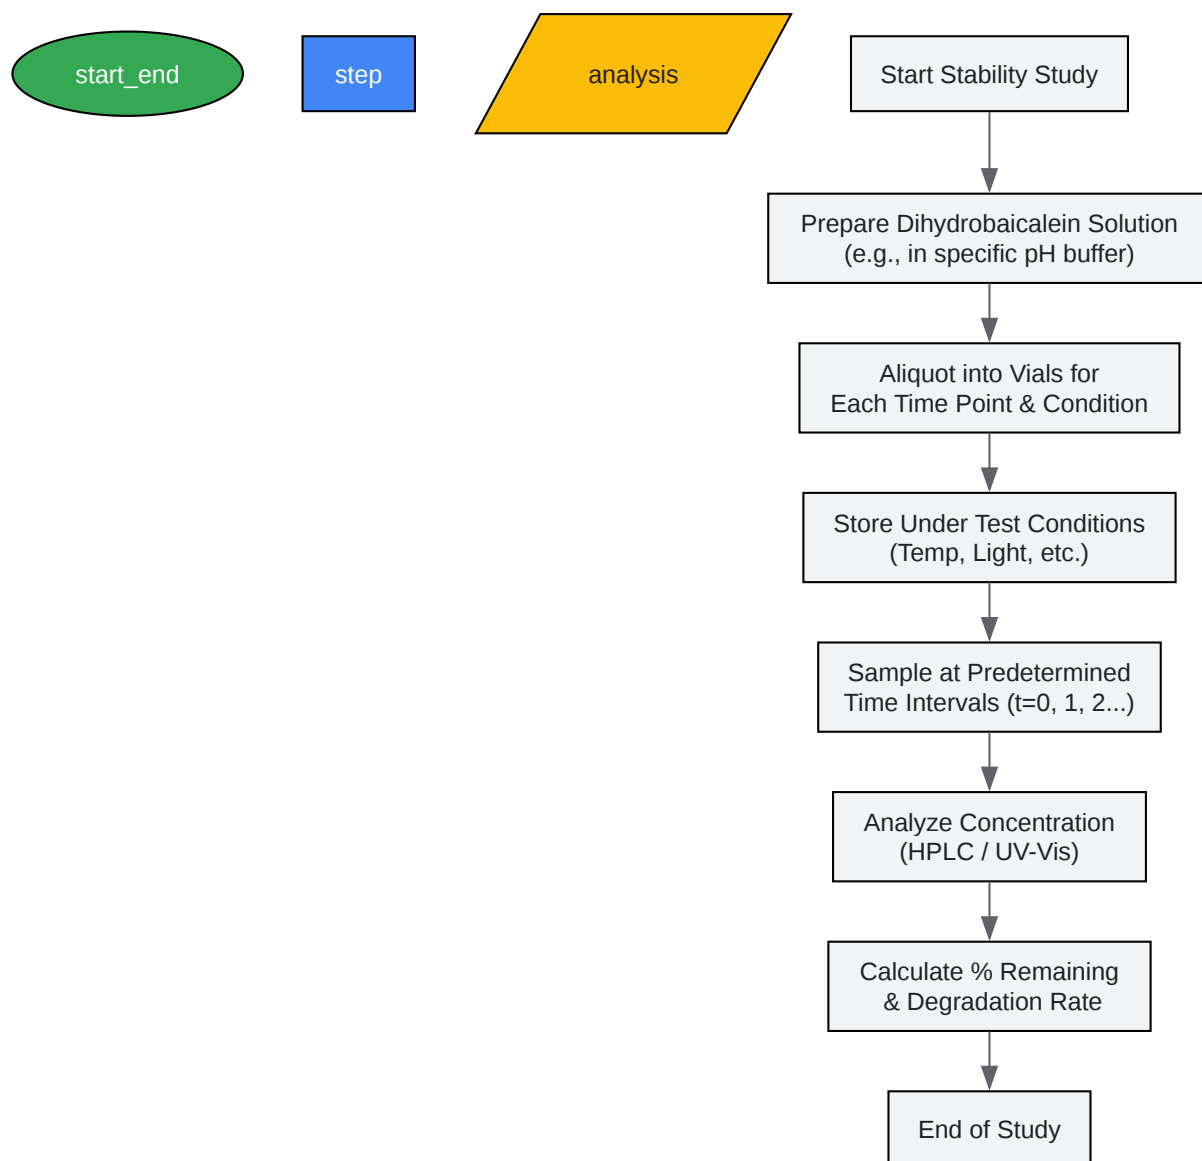 start_end
step
analysis
Start Stability Study
Prepare Dihydrobaicalein Solution
(e.g., in specific pH buffer)
Aliquot into Vials for
Each Time Point & Condition
Store Under Test Conditions
(Temp, Light, etc.)
Sample at Predetermined
Time Intervals (t=0, 1, 2...)
Analyze Concentration
(HPLC / UV-Vis)
Calculate % Remaining
& Degradation Rate
End of Study